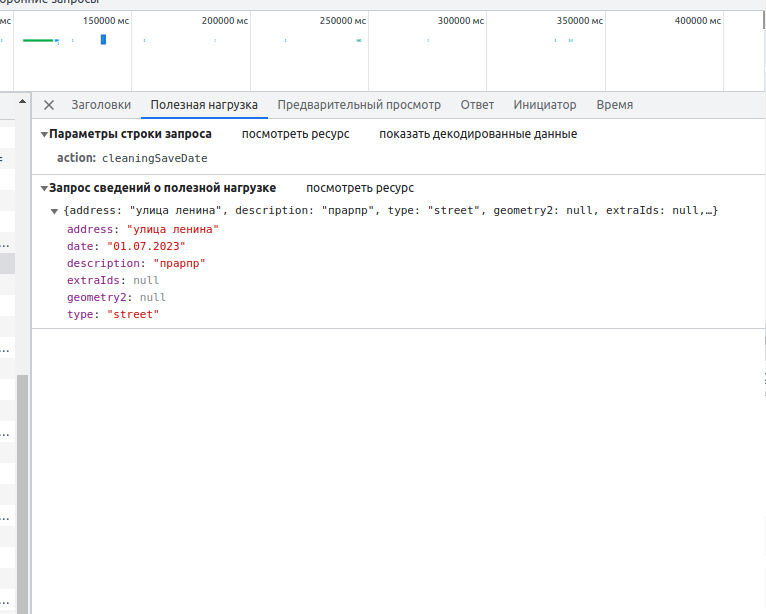 оронние запросы
мс 150000 мс 200000 мс 250000 мс 300000 мс 350000 мс 400000 мс
Заголовки Полезная нагрузка Предварительный просмотр Ответ Инициатор Время
Параметры строки запроса посмотреть ресурс показать декодированные данные
action: cleaningSaveDate
Запрос сведений о полезной нагрузке посмотреть ресурс
{address: "улица ленина", description: "прарпр", type: "street", geometry2: null, extraIds: null,…}
address: "улица ленина"
date: "01.07.2023"
description: "прарпр"
extraIds: null
geometry2: null
type: "street"